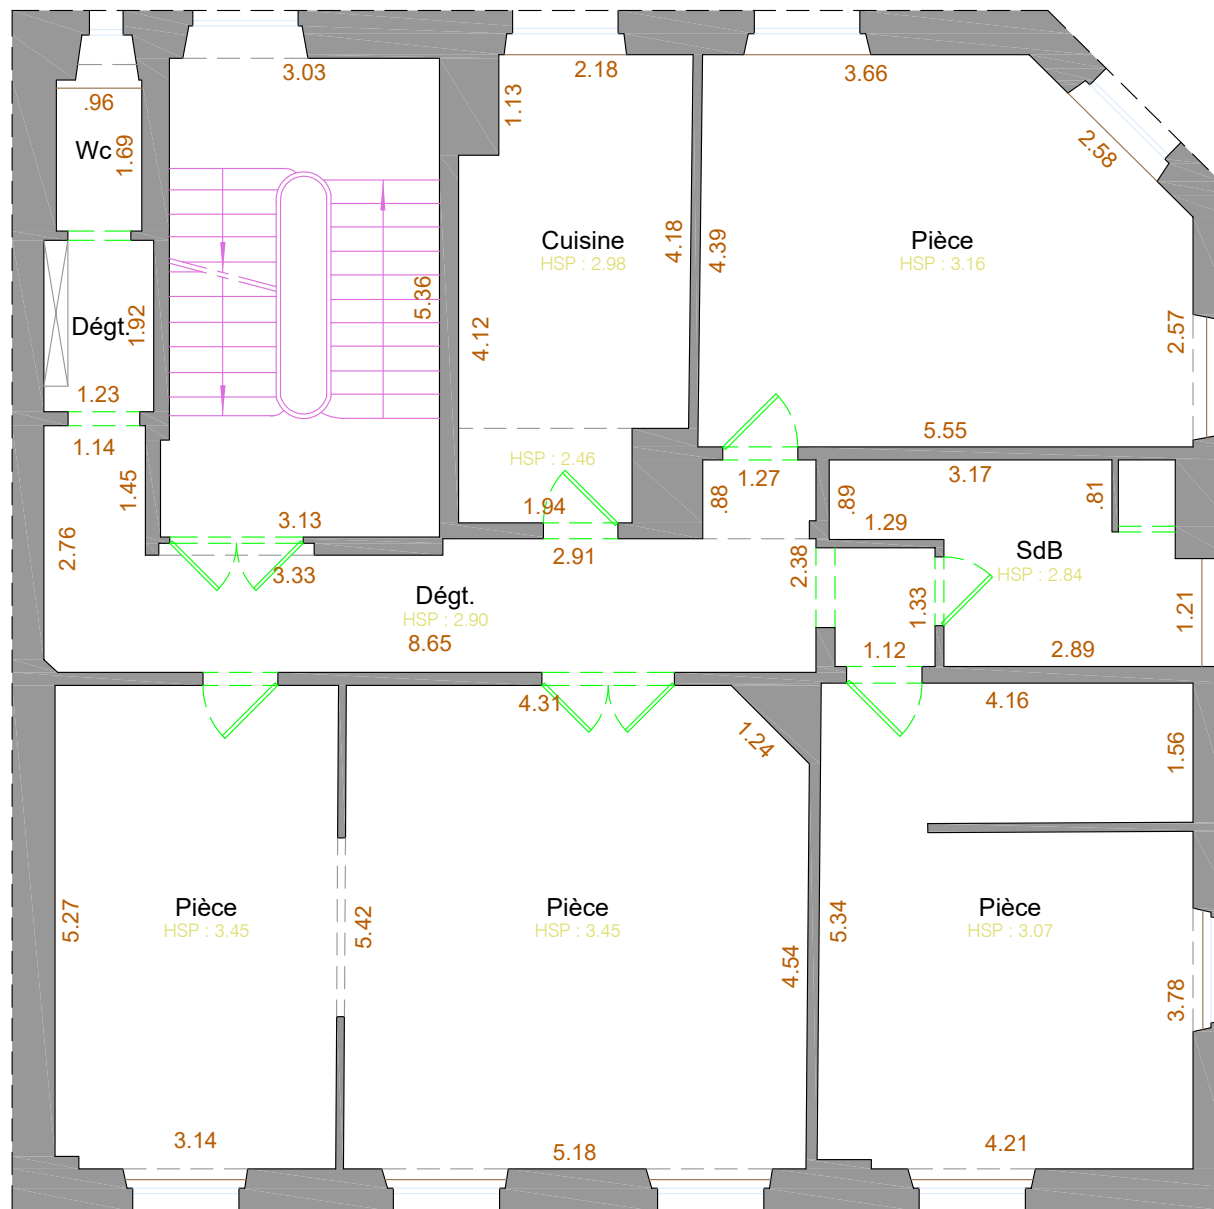 3.03
2.18
3.66
.96
1.13
2.58
Wc
1.69
Cuisine
HSP : 2.98
4.18
4.39
Pièce
HSP : 3.16
5.36
Dégt.
1.92
4.12
2.57
1.23
1.14
5.55
1.45
HSP : 2.46
1.94
1.27
.88
.89
3.17
.81
1.29
3.13
2.76
2.91
3.33
2.38
SdB
HSP : 2.84
Dégt.
HSP : 2.90
8.65
1.33
1.21
1.12
2.89
4.31
1.24
4.16
1.56
Pièce
HSP : 3.45
5.27
5.42
Pièce
HSP : 3.45
4.54
5.34
Pièce
HSP : 3.07
3.78
3.14
5.18
4.21